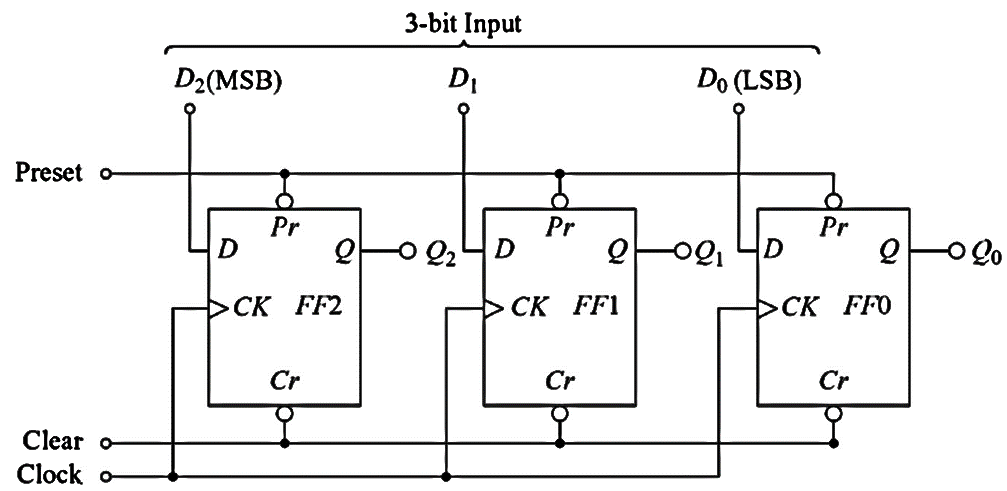 3-bit Input
D₂(MSB) D₁ D₀ (LSB)
Preset
Pr Pr Pr
D Q Q₂ D Q Q₁ D Q Q₀
CK FF2 CK FF1 CK FF0
Cr Cr Cr
Clear
Clock